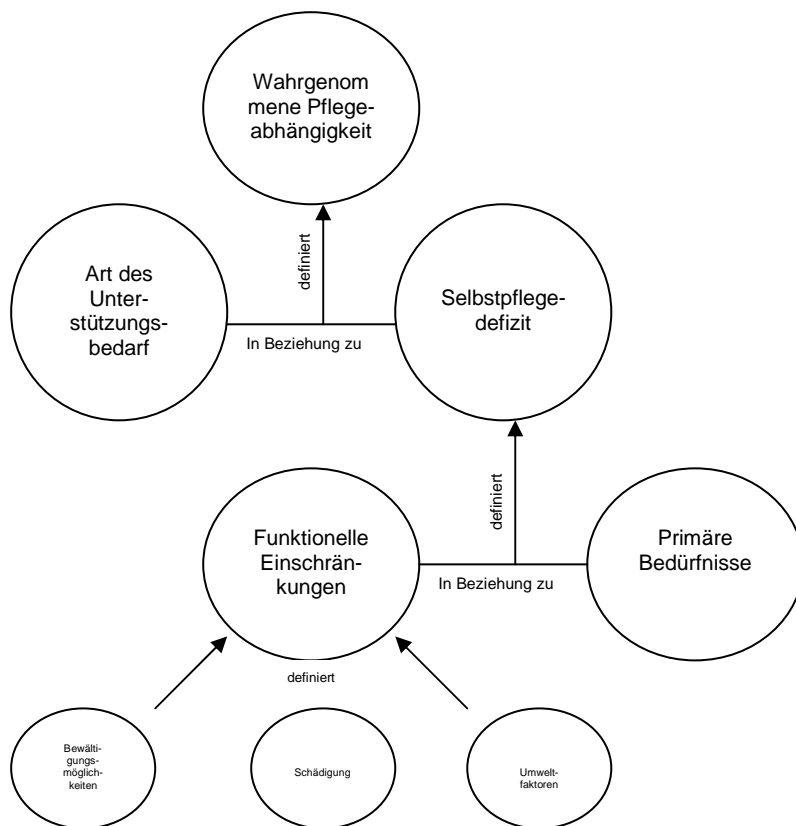 Wahrgenom
mene Pflege-
abhängigkeit
definiert
Art des
Unter-
stützungs-
bedarf
Selbstpflege-
defizit
In Beziehung zu
definiert
Funktionelle
Einschrän-
kungen
Primäre
Bedürfnisse
In Beziehung zu
definiert
Bewälti-
gungs-
möglich-
keiten
Schädigung
Umwelt-
faktoren